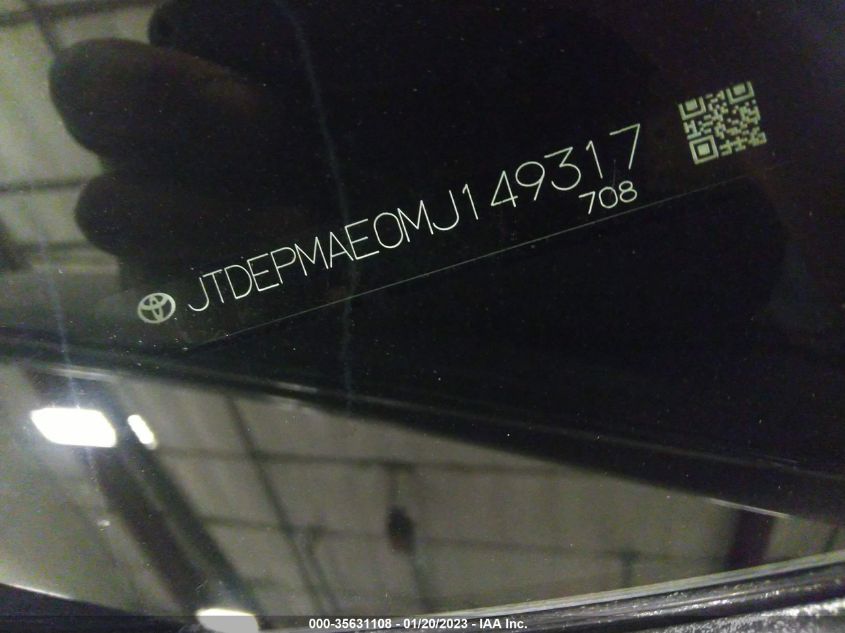 JTDEPMAE0MJ149317
708
000-35631108 - 01/20/2023 - IAA Inc.